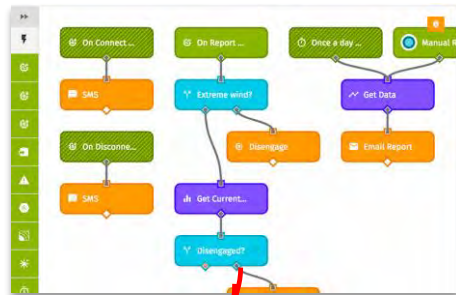 On Connect ...
On Report ...
Once a day ...
Manual R
SMS
Extreme wind?
Get Data
On Disconne...
Disengage
Email Report
SMS
Get Current...
Disengaged?